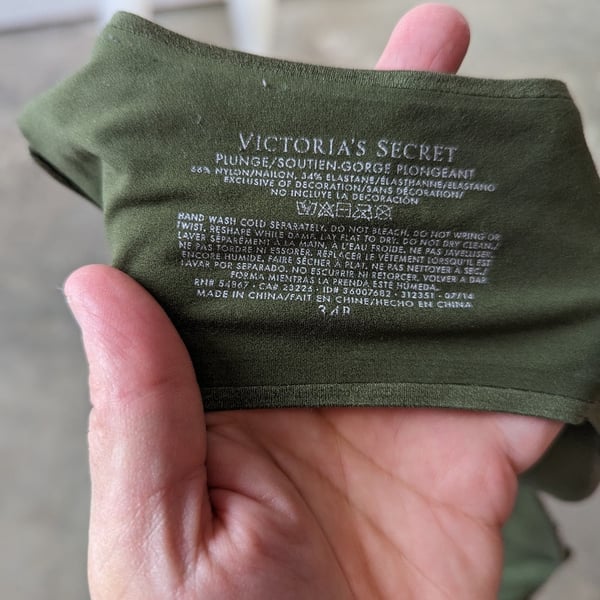 VICTORIA'S SECRET
PLUNGE/SOUTIEN-GORGE PLONGEANT
66% NYLON/NAILON, 34% ELASTANE/ÉLASTHANNE/ELASTANO
EXCLUSIVE OF DECORATION/SANS DÉCORATION/
NO INCLUYE LA DECORACIÓN
HAND WASH COLD SEPARATELY. DO NOT BLEACH. DO NOT WRING OR
TWIST. RESHAPE WHILE DAMP. LAY FLAT TO DRY. DO NOT DRY CLEAN./
LAVER SÉPARÉMENT À LA MAIN, À L'EAU FROIDE. NE PAS JAVELLISER.
NE PAS TORDRE NI ESSORER. REPLACER LE VÊTEMENT LORSQU'IL EST
ENCORE HUMIDE. FAIRE SÉCHER À PLAT. NE PAS NETTOYER À SEC./
LAVAR POR SEPARADO. NO ESCURRIR NI RETORCER. VOLVER A DAR
FORMA MIENTRAS LA PRENDA ESTÉ HÚMEDA.
RN# 54867 · CA# 23225 · ID# 36007682 · 312351 · 07/14
MADE IN CHINA/FAIT EN CHINE/HECHO EN CHINA
34B